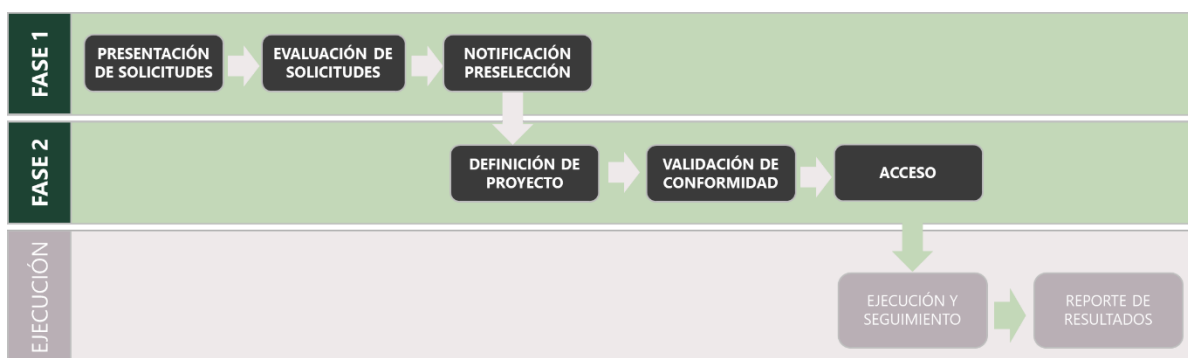 FASE 1
PRESENTACIÓN
DE SOLICITUDES
EVALUACIÓN DE
SOLICITUDES
NOTIFICACIÓN
PRESELECCIÓN
FASE 2
DEFINICIÓN DE
PROYECTO
VALIDACIÓN DE
CONFORMIDAD
ACCESO
EJECUCIÓN
EJECUCIÓN Y
SEGUIMIENTO
REPORTE DE
RESULTADOS